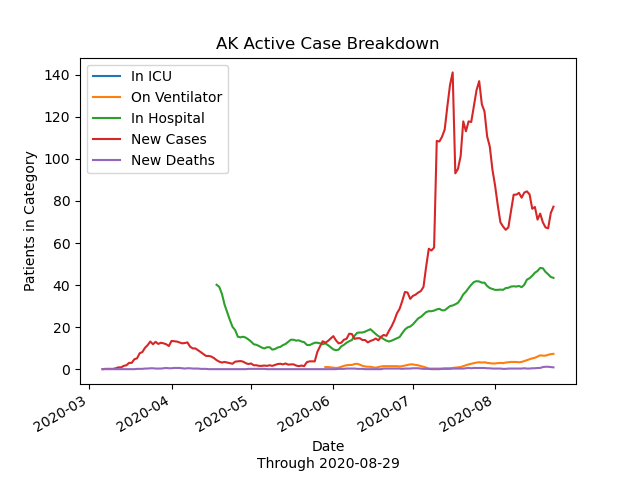 AK Active Case Breakdown
In ICU
On Ventilator
In Hospital
New Cases
New Deaths
Patients in Category
140
120
100
80
60
40
20
0
2020-03
2020-04
2020-05
2020-06
2020-07
2020-08
Date
Through 2020-08-29